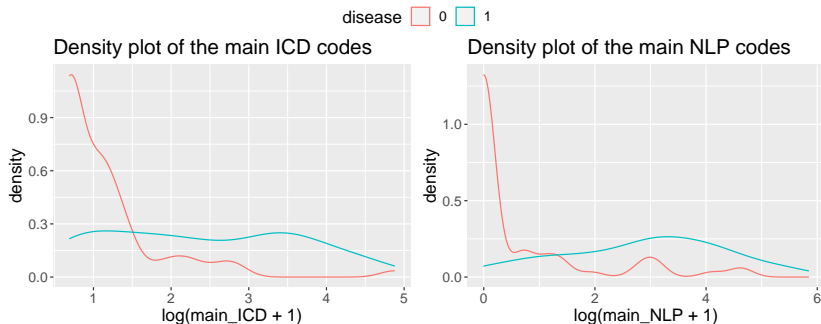 disease 0 1
Density plot of the main ICD codes
density
0.9
0.6
0.3
0.0
1 2 3 4 5
log(main_ICD + 1)
Density plot of the main NLP codes
density
1.0
0.5
0.0
0 2 4 6
log(main_NLP + 1)